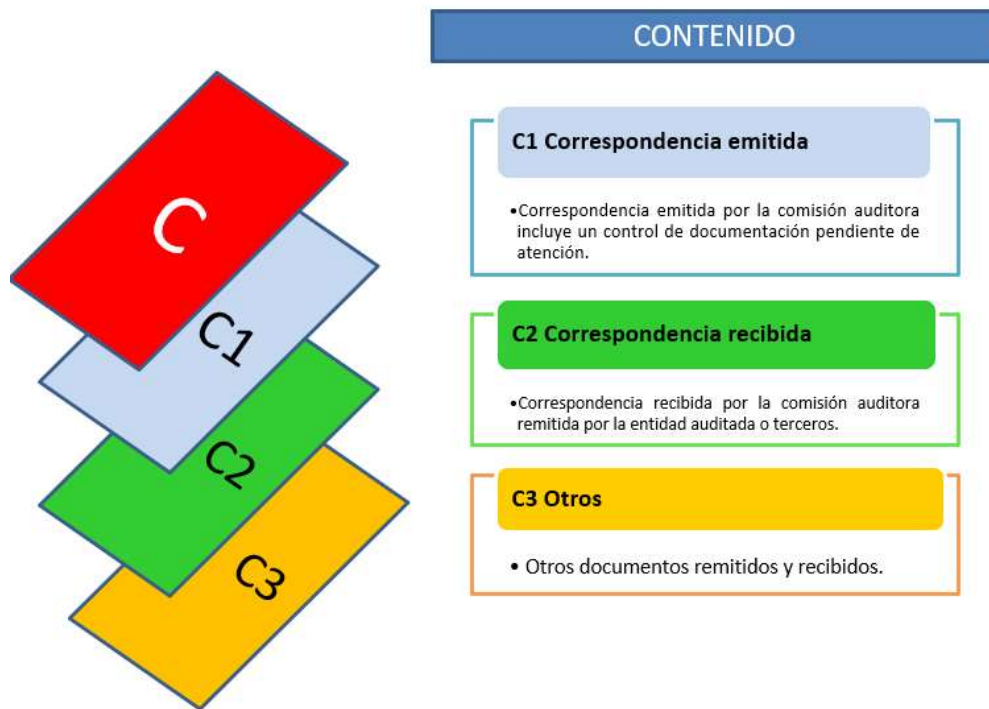 CONTENIDO
C
C1
C2
C3
C1 Correspondencia emitida
•Correspondencia emitida por la comisión auditora
incluye un control de documentación pendiente de
atención.
C2 Correspondencia recibida
•Correspondencia recibida por la comisión auditora
remitida por la entidad auditada o terceros.
C3 Otros
• Otros documentos remitidos y recibidos.